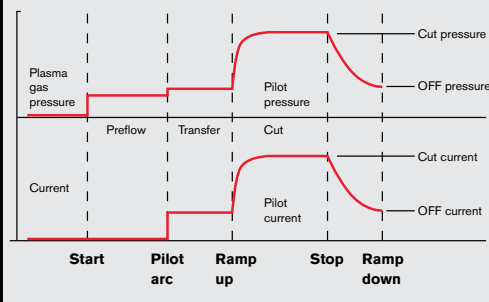 Cut pressure
Plasma
gas
pressure
Pilot
pressure
OFF pressure
Preflow
Transfer
Cut
Cut current
Current
Pilot
current
OFF current
Start
Pilot
arc
Ramp
up
Stop
Ramp
down